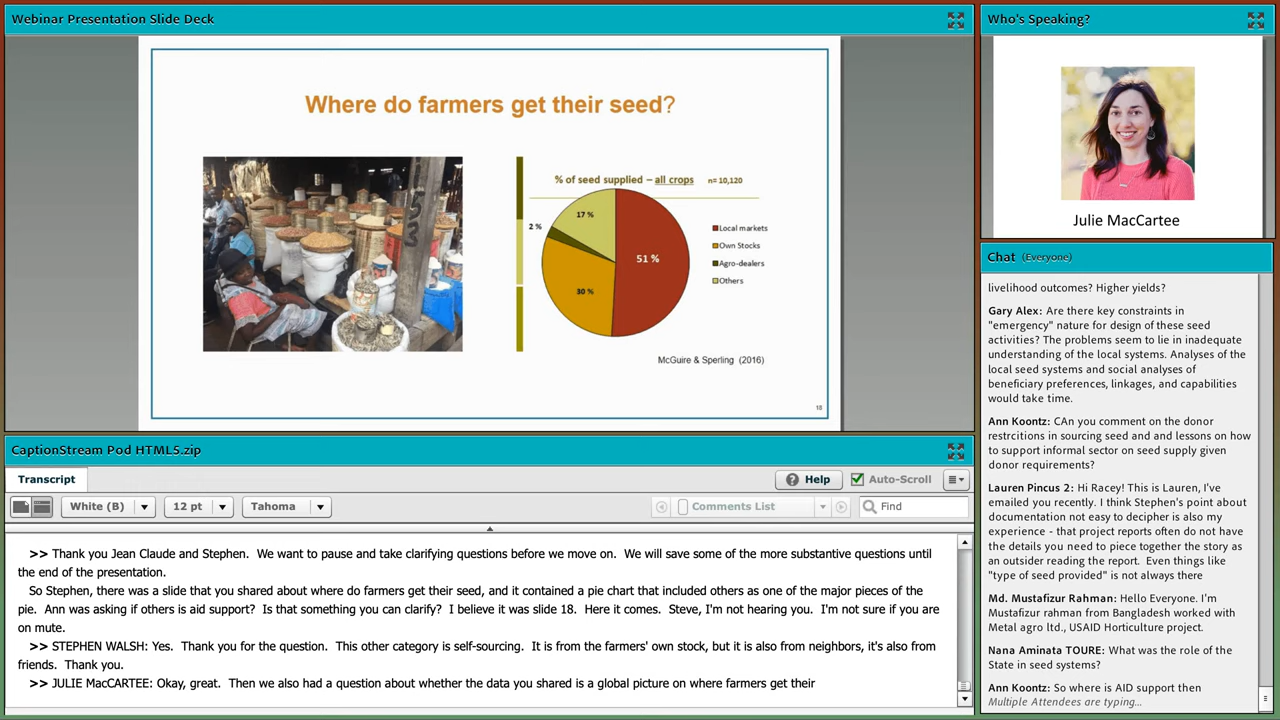 Webinar Presentation Slide Deck
Where do farmers get their seed?
% of seed supplied – all crops n= 10,120
17 %
2 %
51 %
30 %
Local markets
Own Stocks
Agro-dealers
Others
McGuire & Sperling (2016)
18
Who's Speaking?
Julie MacCartee
CaptionStream Pod HTML5.zip
Transcript
Help
Auto-Scroll
White (B)
12 pt
Tahoma
Comments List
Find
>> Thank you Jean Claude and Stephen. We want to pause and take clarifying questions before we move on. We will save some of the more substantive questions until
the end of the presentation.
So Stephen, there was a slide that you shared about where do farmers get their seed, and it contained a pie chart that included others as one of the major pieces of the
pie. Ann was asking if others is aid support? Is that something you can clarify? I believe it was slide 18. Here it comes. Steve, I'm not hearing you. I'm not sure if you are
on mute.
>> STEPHEN WALSH: Yes. Thank you for the question. This other category is self-sourcing. It is from the farmers' own stock, but it is also from neighbors, it's also from
friends. Thank you.
>> JULIE MacCARTEE: Okay, great. Then we also had a question about whether the data you shared is a global picture on where farmers get their
Chat (Everyone)
livelihood outcomes? Higher yields?
Gary Alex: Are there key constraints in
"emergency" nature for design of these seed
activities? The problems seem to lie in inadequate
understanding of the local systems. Analyses of the
local seed systems and social analyses of
beneficiary preferences, linkages, and capabilities
would take time.
Ann Koontz: CAn you comment on the donor
restrcitions in sourcing seed and and lessons on how
to support informal sector on seed supply given
donor requirements?
Lauren Pincus 2: Hi Racey! This is Lauren, I've
emailed you recently. I think Stephen's point about
documentation not easy to decipher is also my
experience - that project reports often do not have
the details you need to piece together the story as
an outsider reading the report. Even things like
"type of seed provided" is not always there
Md. Mustafizur Rahman: Hello Everyone. I'm
Mustafizur rahman from Bangladesh worked with
Metal agro ltd., USAID Horticulture project.
Nana Aminata TOURE: What was the role of the
State in seed systems?
Ann Koontz: So where is AID support then
Multiple Attendees are typing...